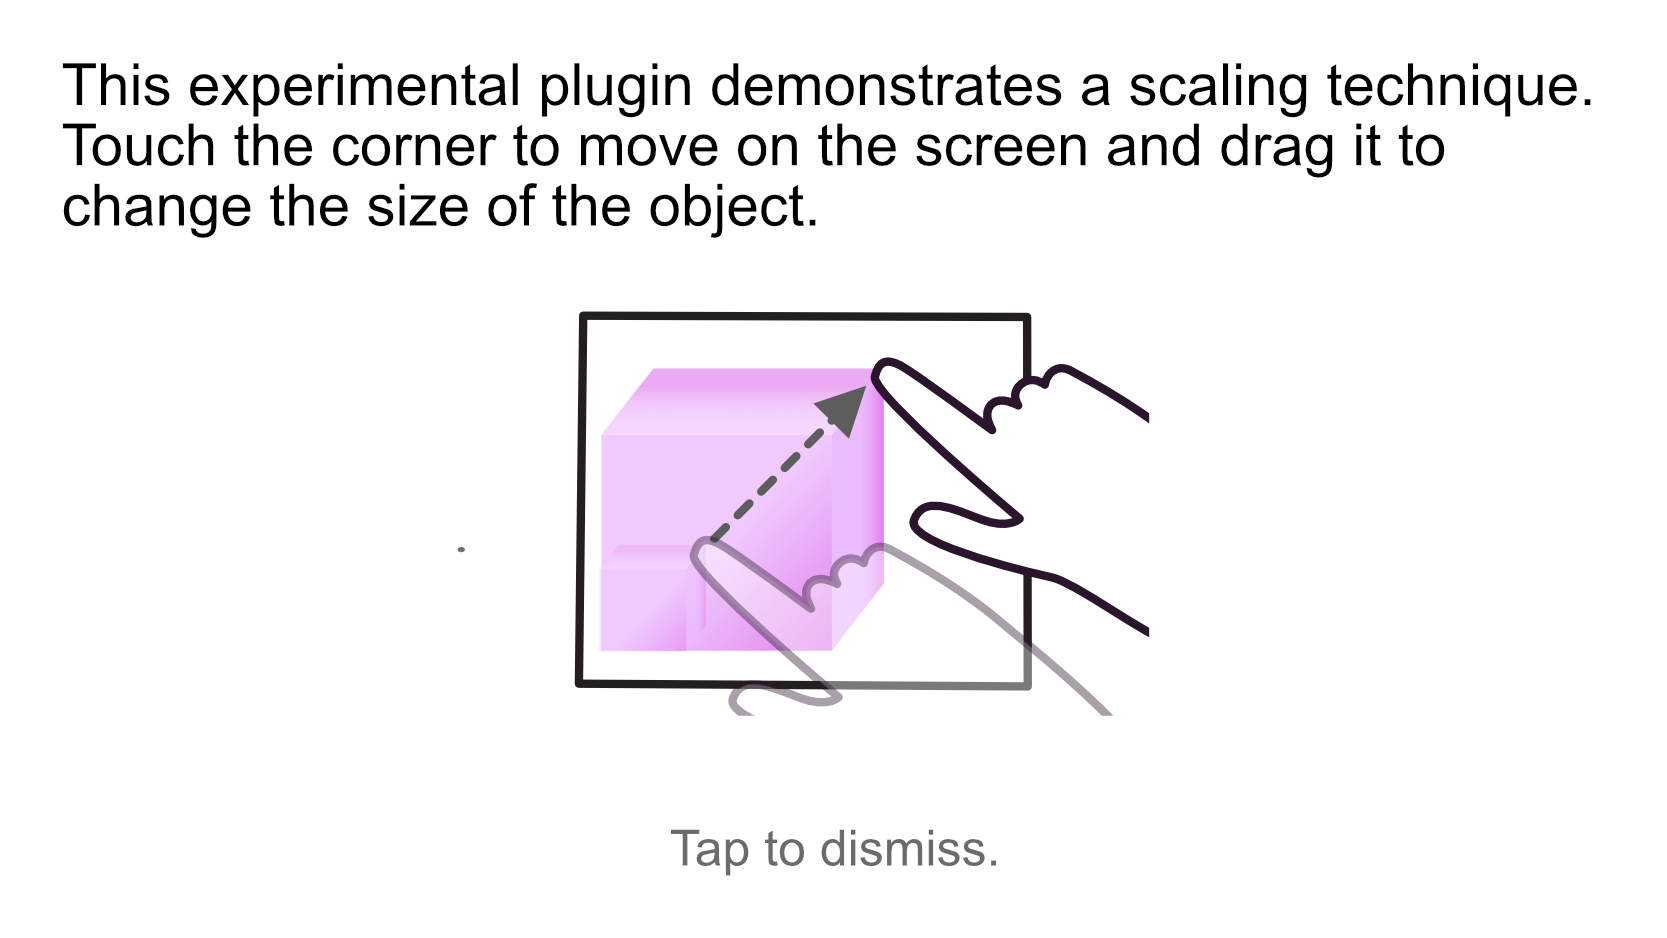 This experimental plugin demonstrates a scaling technique.
Touch the corner to move on the screen and drag it to
change the size of the object.
Tap to dismiss.